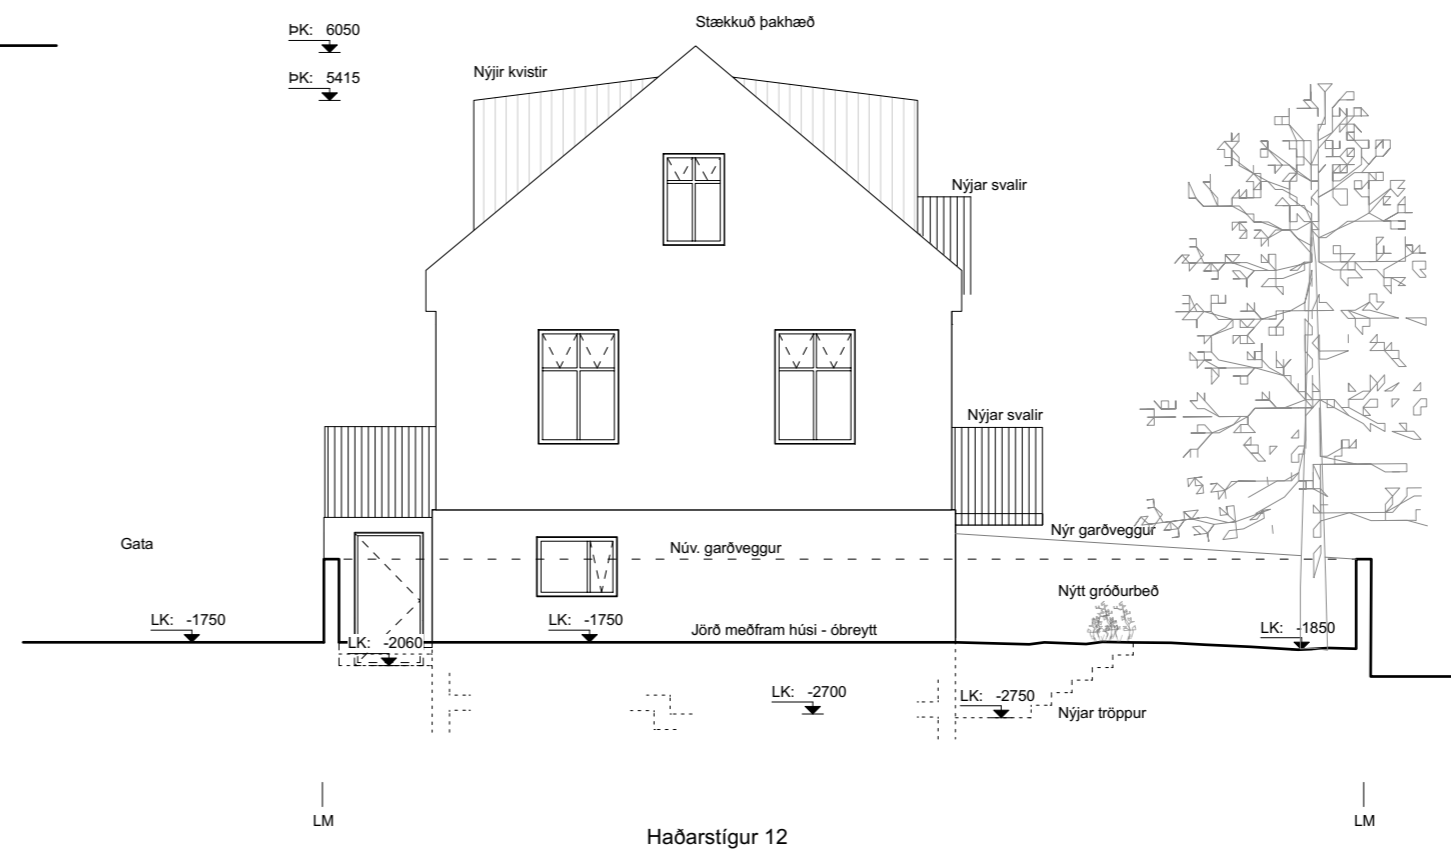 Stækkuð þakhæð
ÞK: 6050
ÞK: 5415
Nýjir kvistir
Nýjar svalir
Nýjar svalir
Gata
Núv. garðveggur
Nýr garðveggur
Nýtt gróðurbeð
LK: -1750
LK: -1750
Jörð meðfram húsi - óbreytt
LK: -1850
LK: -2060
LK: -2700
LK: -2750
Nýjar tröppur
LM
LM
Haðarstígur 12